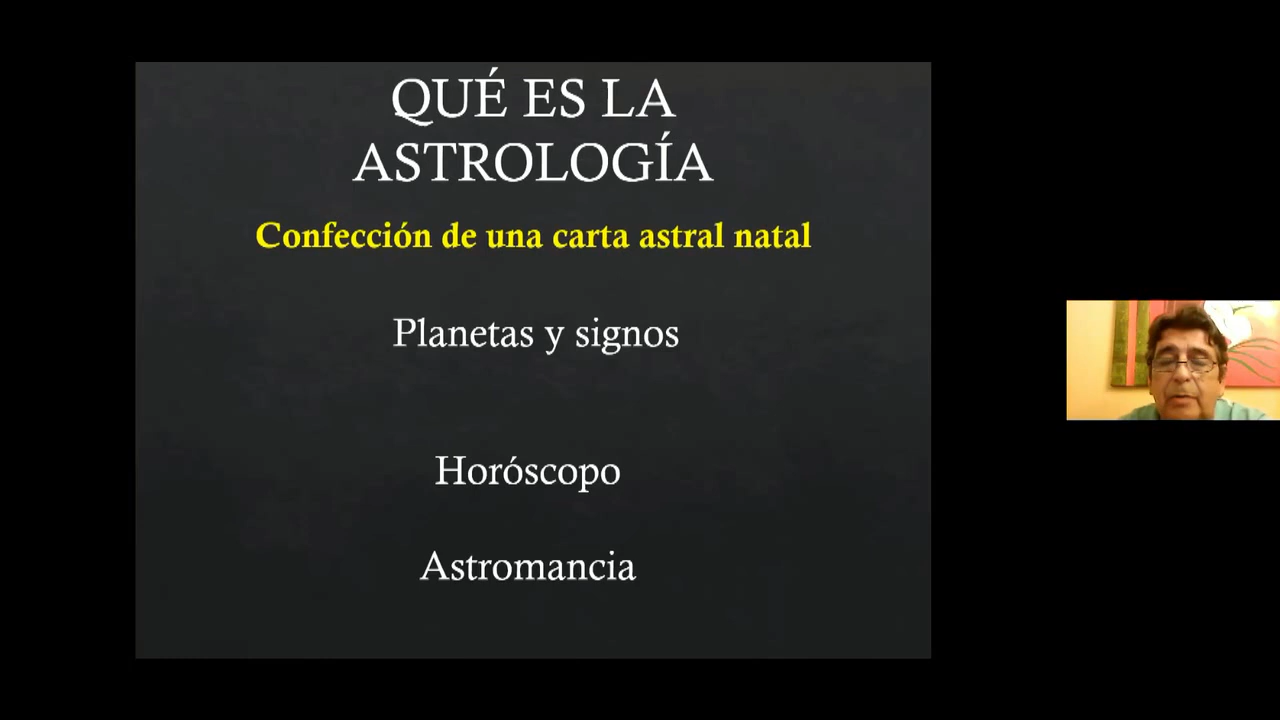 QUÉ ES LA
ASTROLOGÍA
Confección de una carta astral natal
Planetas y signos
Horóscopo
Astromancia